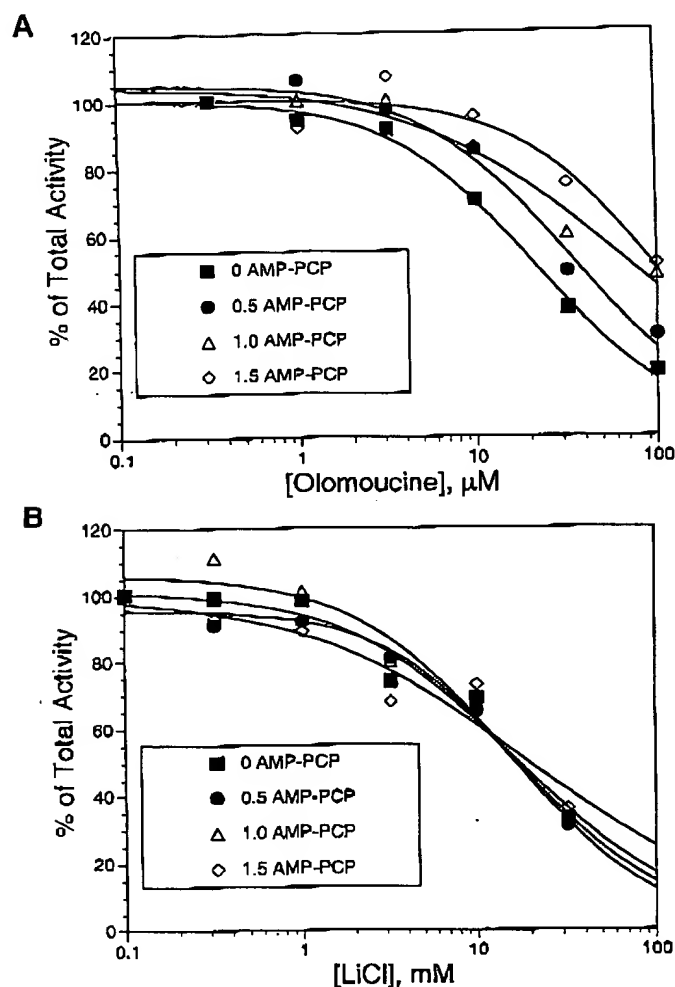 A
120
100
80
60
40
20
0
% of Total Activity
0 AMP-PCP
0.5 AMP-PCP
1.0 AMP-PCP
1.5 AMP-PCP
0.1
1
10
100
[Olomoucine], μM
B
120
100
80
60
40
20
0
% of Total Activity
0 AMP-PCP
0.5 AMP-PCP
1.0 AMP-PCP
1.5 AMP-PCP
0.1
1
10
100
[LiCl], mM